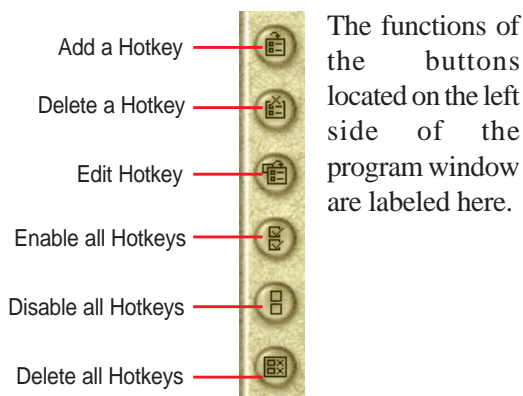 Add a Hotkey
Delete a Hotkey
Edit Hotkey
Enable all Hotkeys
Disable all Hotkeys
Delete all Hotkeys
The functions of
the buttons
located on the left
side of the
program window
are labeled here.